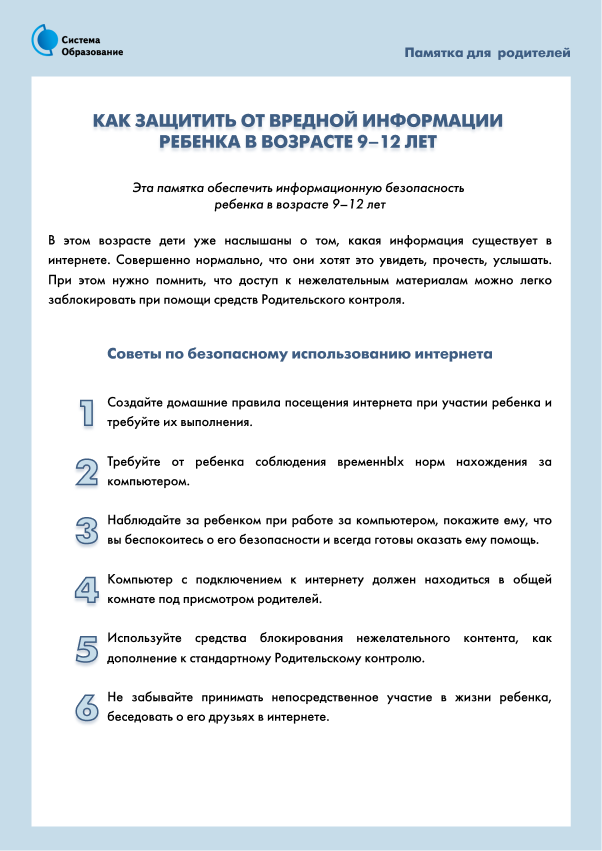 Система
Образование
Памятка для родителей
КАК ЗАЩИТИТЬ ОТ ВРЕДНОЙ ИНФОРМАЦИИ
РЕБЕНКА В ВОЗРАСТЕ 9–12 ЛЕТ
Эта памятка обеспечить информационную безопасность
ребенка в возрасте 9–12 лет
В этом возрасте дети уже наслышаны о том, какая информация существует в
интернете. Совершенно нормально, что они хотят это увидеть, прочесть, услышать.
При этом нужно помнить, что доступ к нежелательным материалам можно легко
заблокировать при помощи средств Родительского контроля.
Советы по безопасному использованию интернета
1 Создайте домашние правила посещения интернета при участии ребенка и
требуйте их выполнения.
2 Требуйте от ребенка соблюдения временнЫх норм нахождения за
компьютером.
3 Наблюдайте за ребенком при работе за компьютером, покажите ему, что
вы беспокоитесь о его безопасности и всегда готовы оказать ему помощь.
4 Компьютер с подключением к интернету должен находиться в общей
комнате под присмотром родителей.
5 Используйте средства блокирования нежелательного контента, как
дополнение к стандартному Родительскому контролю.
6 Не забывайте принимать непосредственное участие в жизни ребенка,
беседовать о его друзьях в интернете.